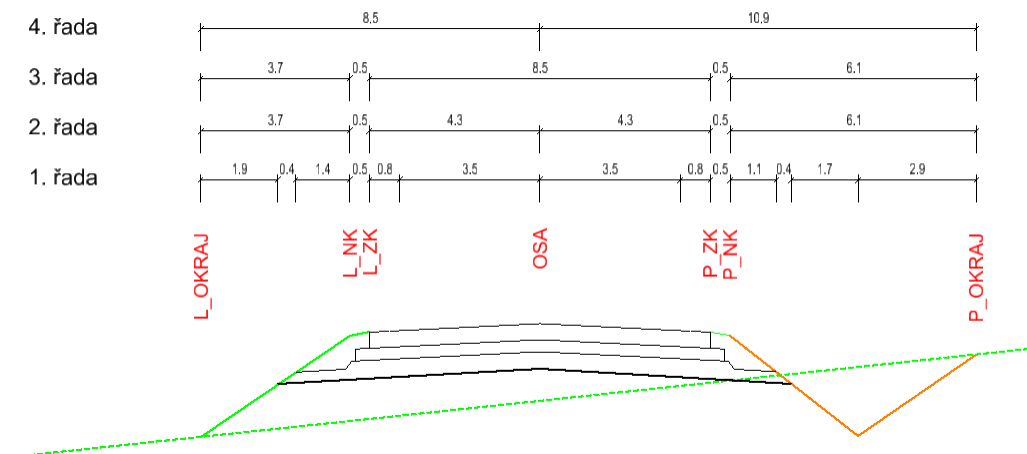 4. řada 8.5 10.9
3. řada 3.7 0.5 8.5 0.5 6.1
2. řada 3.7 0.5 4.3 4.3 0.5 6.1
1. řada 1.9 0.4 1.4 0.5 0.8 3.5 3.5 0.8 0.5 1.1 0.4 1.7 2.9
L_OKRAJ
L_NK
L_ZK
OSA
P_ZK
P_NK
P_OKRAJ